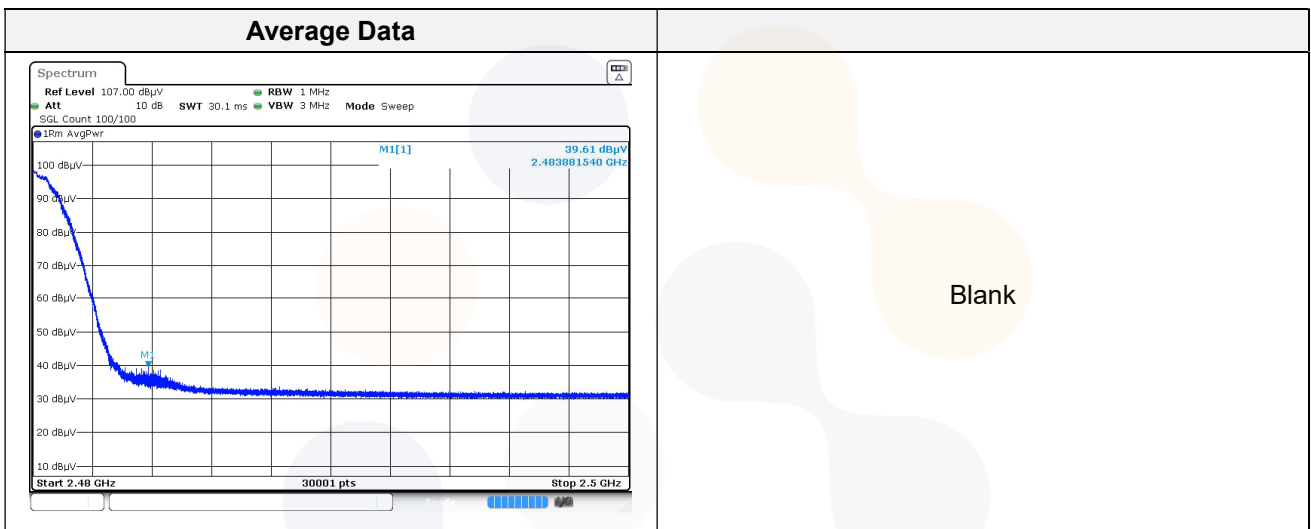 Average Data
Spectrum
Ref Level 107.00 dBµV RBW 1 MHz
Att 10 dB SWT 30.1 ms VBW 3 MHz Mode Sweep
SGL Count 100/100
1Rm AvgPwr
M1[1] 39.61 dBµV
2.483881540 GHz
100 dBµV
90 dBµV
80 dBµV
70 dBµV
60 dBµV
50 dBµV
M1
40 dBµV
30 dBµV
20 dBµV
10 dBµV
Start 2.48 GHz 30001 pts Stop 2.5 GHz
Blank